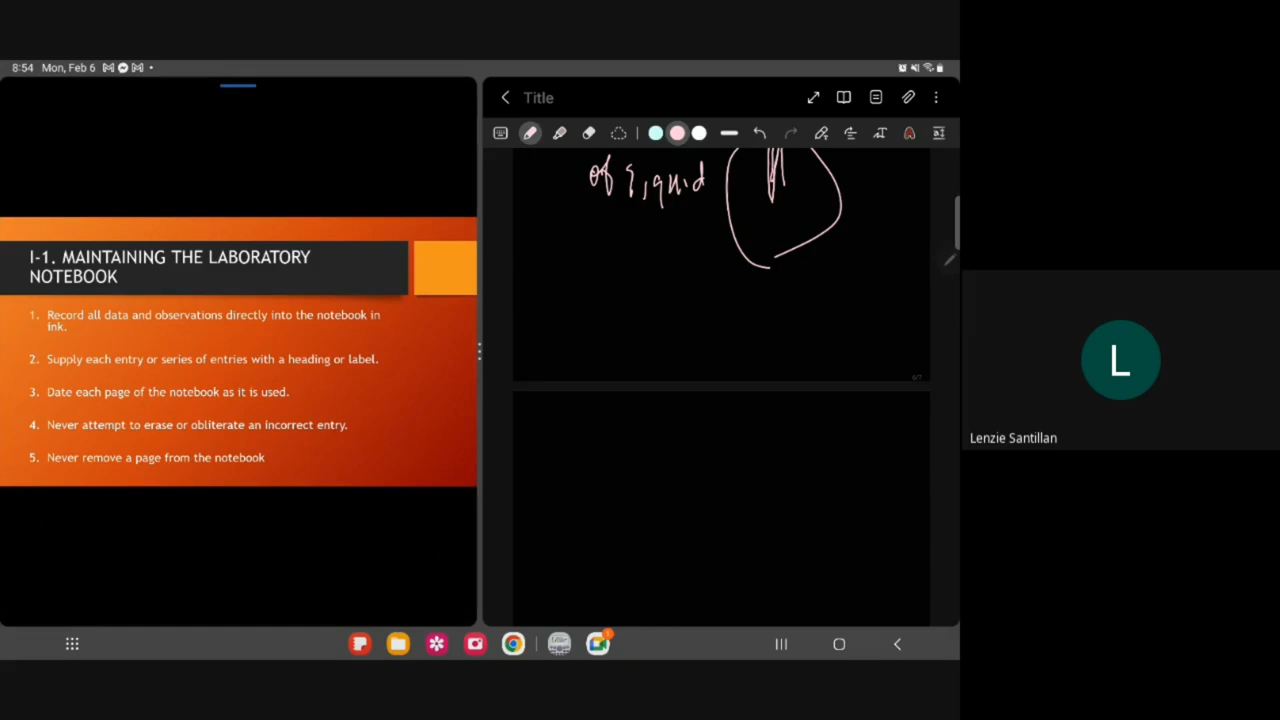 8:54 Mon, Feb 6
Title
of liquid
I-1. MAINTAINING THE LABORATORY
NOTEBOOK
1. Record all data and observations directly into the notebook in
ink.
2. Supply each entry or series of entries with a heading or label.
3. Date each page of the notebook as it is used.
4. Never attempt to erase or obliterate an incorrect entry.
5. Never remove a page from the notebook
6/7
L
Lenzie Santillan